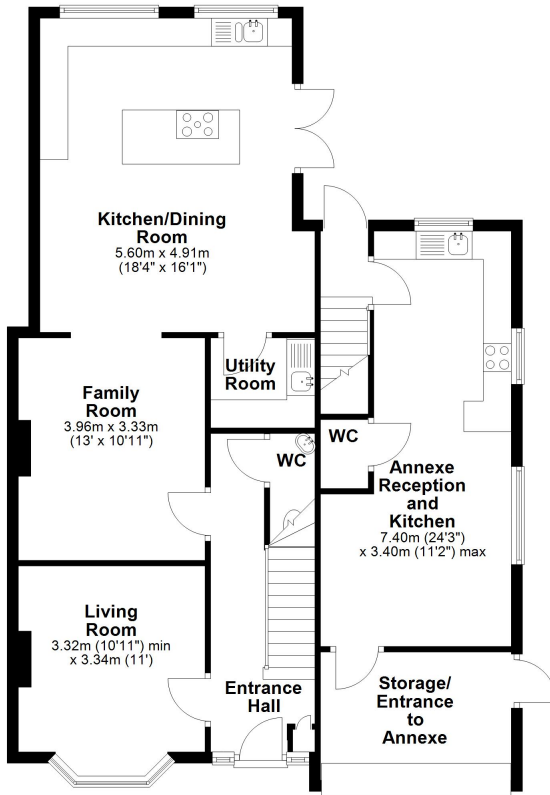 Kitchen/Dining
Room
5.60m x 4.91m
(18'4" x 16'1")
Utility
Room
Family
Room
3.96m x 3.33m
(13' x 10'11")
WC
WC
Annexe
Reception
and
Kitchen
7.40m (24'3")
x 3.40m (11'2") max
Living
Room
3.32m (10'11") min
x 3.34m (11')
Entrance
Hall
Storage/
Entrance
to
Annexe